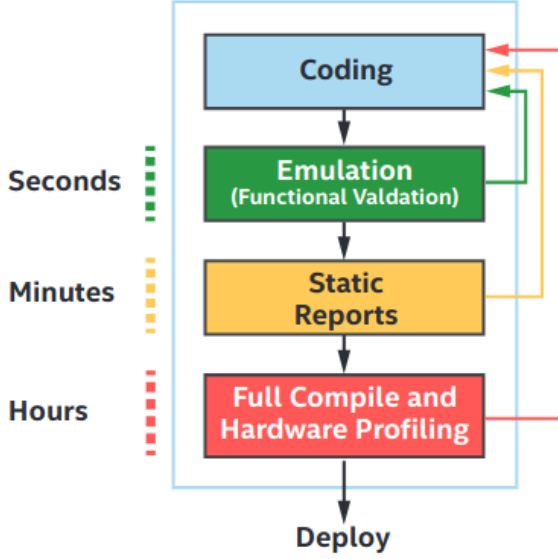 Coding
Seconds
Emulation
(Functional Valdation)
Minutes
Static
Reports
Hours
Full Compile and
Hardware Profiling
Deploy